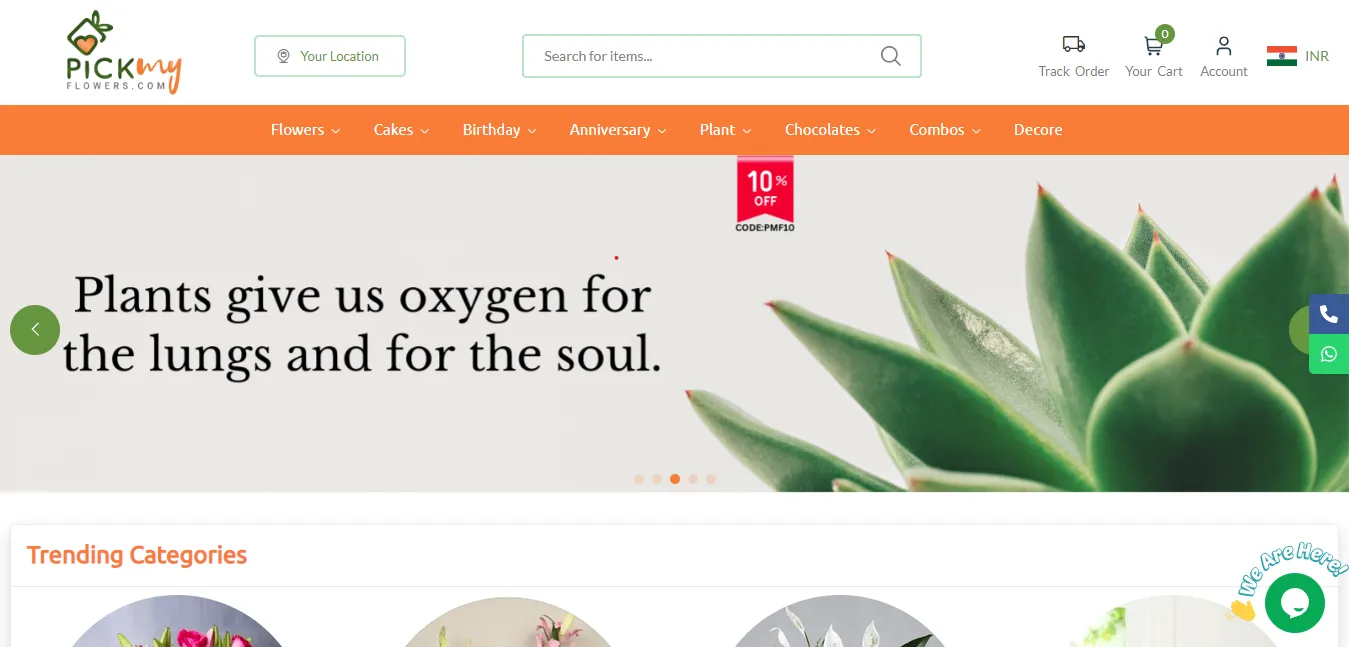 PICK my
FLOWERS.COM
Your Location
Search for items...
0
Track Order
Your Cart
Account
INR
Flowers
Cakes
Birthday
Anniversary
Plant
Chocolates
Combos
Decore
10%
OFF
CODE:PMF10
Plants give us oxygen for
the lungs and for the soul.
Trending Categories
We Are Here!